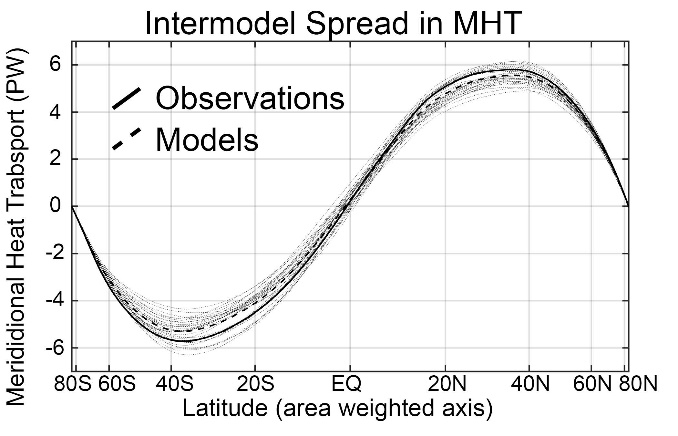 Intermodel Spread in MHT
Merididional Heat Trabsport (PW)
6
4
2
0
-2
-4
-6
Observations
Models
80S 60S 40S 20S EQ 20N 40N 60N 80N
Latitude (area weighted axis)